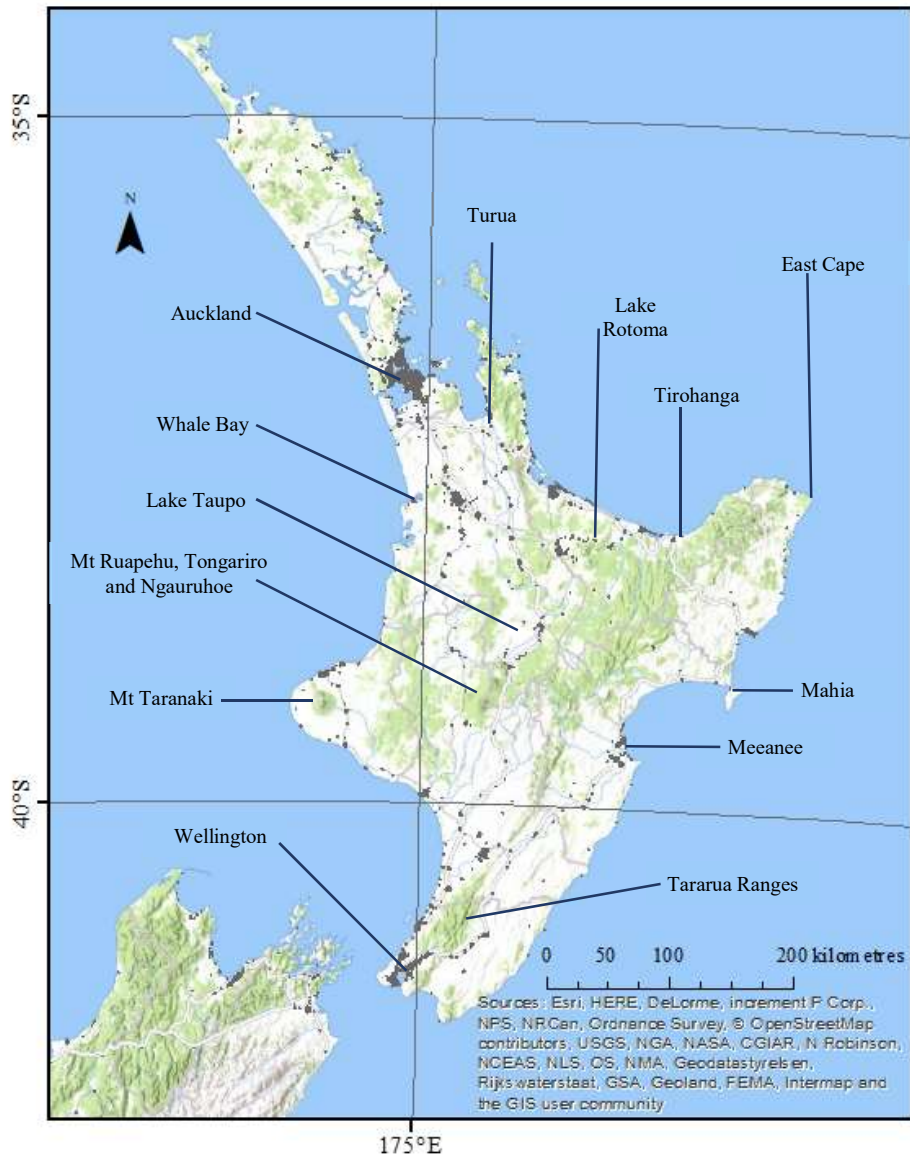 35°S
N
Turua
East Cape
Auckland
Lake
Rotoma
Tirohanga
Whale Bay
Lake Taupo
Mt Ruapehu, Tongariro
and Ngauruhoe
Mt Taranaki
Mahia
Meeanee
40°S
Wellington
Tararua Ranges
0 50 100 200 kilometres
Sources: Esri, HERE, DeLorme, increment P Corp.,
NPS, NRCan, Ordnance Survey, © OpenStreetMap
contributors, USGS, NGA, NASA, CGIAR, N Robinson,
NCEAS, NLS, OS, NMA, Geodatastyrelsen,
Rijkswaterstaat, GSA, Geoland, FEMA, Intermap and
the GIS user community
175°E